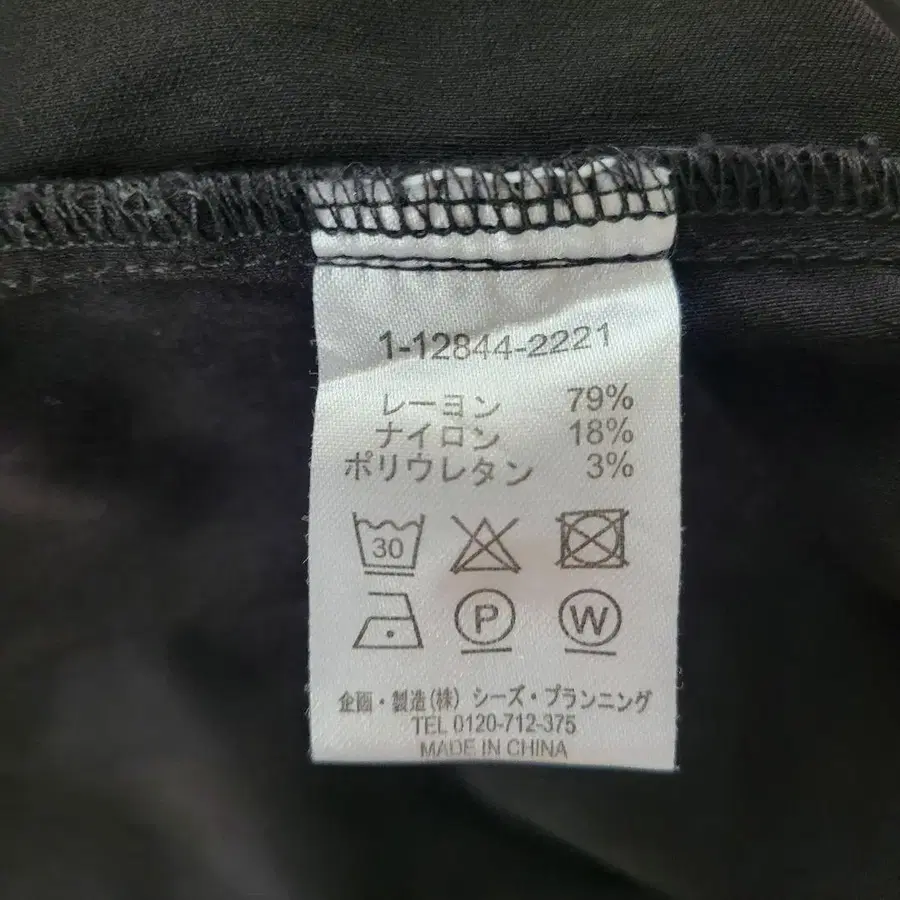 1-12844-2221
レーヨン 79%
ナイロン 18%
ポリウレタン 3%
30
P W
企画・製造(株) シーズ・プランニング
TEL 0120-712-375
MADE IN CHINA